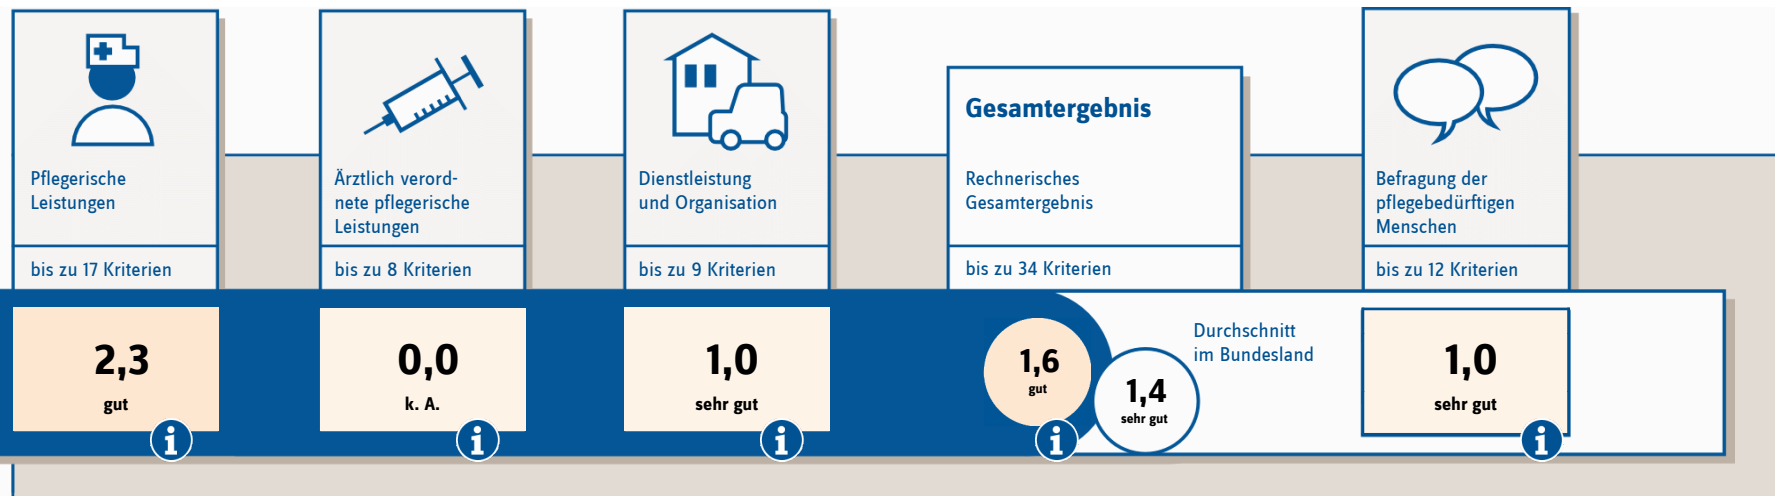 Pflegerische
Leistungen
bis zu 17 Kriterien
2,3
gut
i
Ärztlich verord-
nete pflegerische
Leistungen
bis zu 8 Kriterien
0,0
k. A.
i
Dienstleistung
und Organisation
bis zu 9 Kriterien
1,0
sehr gut
i
Gesamtergebnis
Rechnerisches
Gesamtergebnis
bis zu 34 Kriterien
1,6
gut
i
1,4
sehr gut
Durchschnitt
im Bundesland
Befragung der
pflegebedürftigen
Menschen
bis zu 12 Kriterien
1,0
sehr gut
i